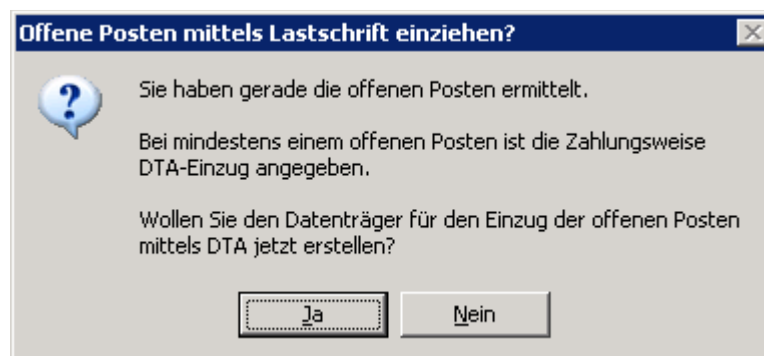 Offene Posten mittels Lastschrift einziehen?
Sie haben gerade die offenen Posten ermittelt.
Bei mindestens einem offenen Posten ist die Zahlungsweise
DTA-Einzug angegeben.
Wollen Sie den Datenträger für den Einzug der offenen Posten
mittels DTA jetzt erstellen?
Ja
Nein